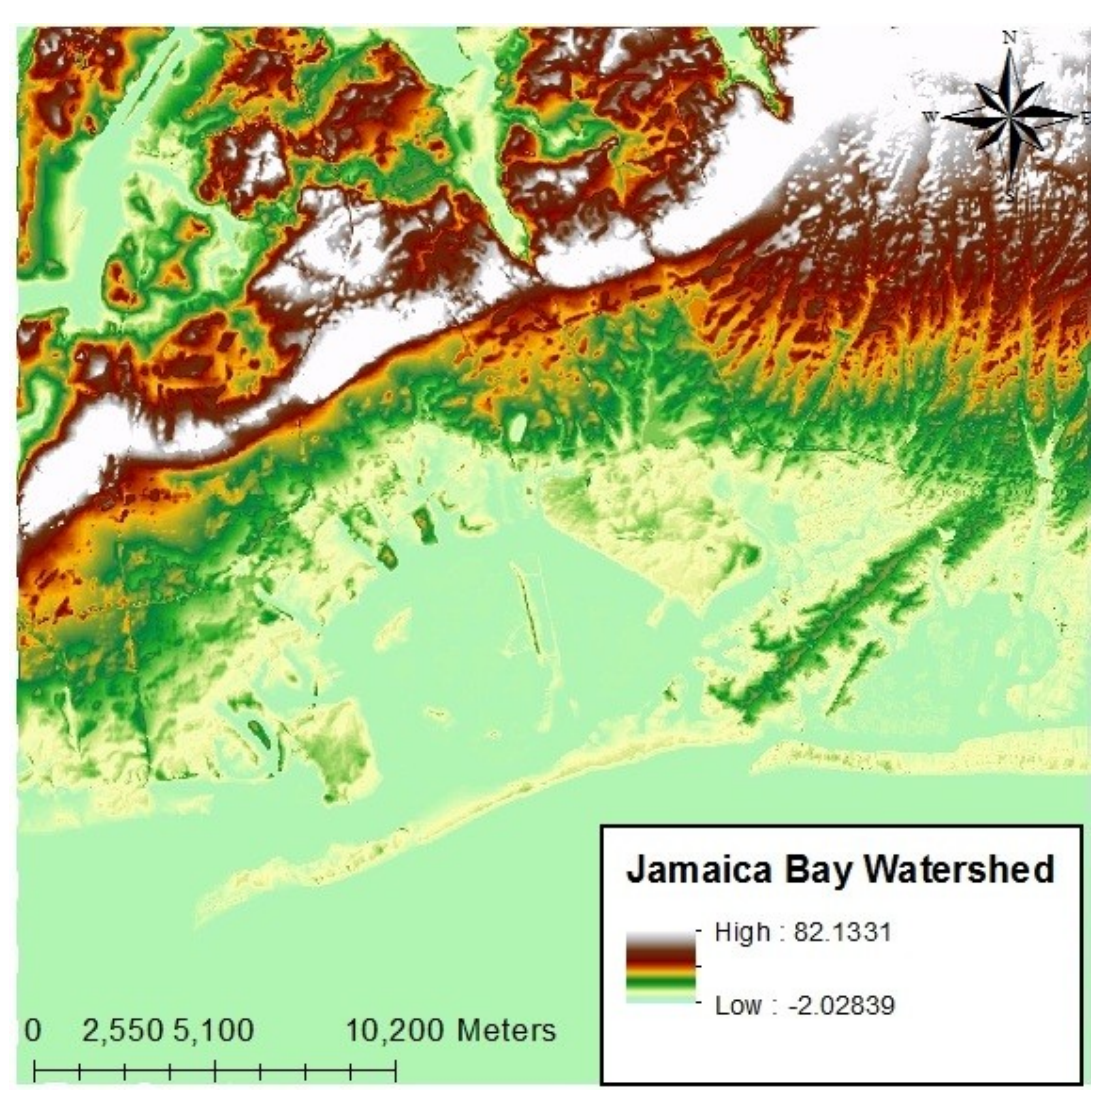 N
W E
S
Jamaica Bay Watershed
High : 82.1331
Low : -2.02839
0 2,550 5,100 10,200 Meters